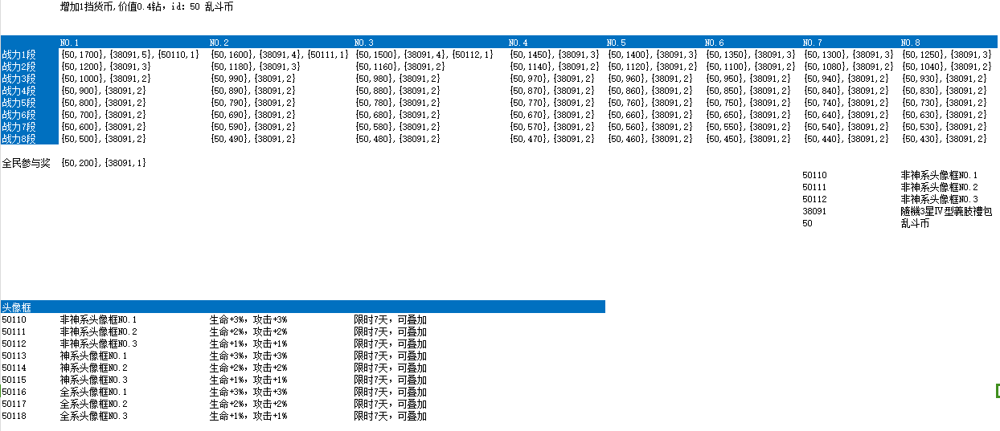 增加1挡货币,价值0.4钻，id: 50 乱斗币
NO.1 NO.2 NO.3 NO.4 NO.5 NO.6 NO.7 NO.8
战力1段 {50,1700},{38091,5},{50110,1} {50,1600},{38091,4},{50111,1} {50,1500},{38091,4},{50112,1} {50,1450},{38091,3} {50,1400},{38091,3} {50,1350},{38091,3} {50,1300},{38091,3} {50,1250},{38091,3}
战力2段 {50,1200},{38091,3} {50,1180},{38091,3} {50,1160},{38091,2} {50,1140},{38091,2} {50,1120},{38091,2} {50,1100},{38091,2} {50,1080},{38091,2} {50,1040},{38091,2}
战力3段 {50,1000},{38091,2} {50,990},{38091,2} {50,980},{38091,2} {50,970},{38091,2} {50,960},{38091,2} {50,950},{38091,2} {50,940},{38091,2} {50,930},{38091,2}
战力4段 {50,900},{38091,2} {50,890},{38091,2} {50,880},{38091,2} {50,870},{38091,2} {50,860},{38091,2} {50,850},{38091,2} {50,840},{38091,2} {50,830},{38091,2}
战力5段 {50,800},{38091,2} {50,790},{38091,2} {50,780},{38091,2} {50,770},{38091,2} {50,760},{38091,2} {50,750},{38091,2} {50,740},{38091,2} {50,730},{38091,2}
战力6段 {50,700},{38091,2} {50,690},{38091,2} {50,680},{38091,2} {50,670},{38091,2} {50,660},{38091,2} {50,650},{38091,2} {50,640},{38091,2} {50,630},{38091,2}
战力7段 {50,600},{38091,2} {50,590},{38091,2} {50,580},{38091,2} {50,570},{38091,2} {50,560},{38091,2} {50,550},{38091,2} {50,540},{38091,2} {50,530},{38091,2}
战力8段 {50,500},{38091,2} {50,490},{38091,2} {50,480},{38091,2} {50,470},{38091,2} {50,460},{38091,2} {50,450},{38091,2} {50,440},{38091,2} {50,430},{38091,2}
全民参与奖 {50,200},{38091,1}
50110 非神系头像框NO.1
50111 非神系头像框NO.2
50112 非神系头像框NO.3
38091 随機3星Ⅳ型義肢禮包
50 乱斗币
头像框
50110 非神系头像框NO.1 生命+3%，攻击+3% 限时7天，可叠加
50111 非神系头像框NO.2 生命+2%，攻击+2% 限时7天，可叠加
50112 非神系头像框NO.3 生命+1%，攻击+1% 限时7天，可叠加
50113 神系头像框NO.1 生命+3%，攻击+3% 限时7天，可叠加
50114 神系头像框NO.2 生命+2%，攻击+2% 限时7天，可叠加
50115 神系头像框NO.3 生命+1%，攻击+1% 限时7天，可叠加
50116 全系头像框NO.1 生命+3%，攻击+3% 限时7天，可叠加
50117 全系头像框NO.2 生命+2%，攻击+2% 限时7天，可叠加
50118 全系头像框NO.3 生命+1%，攻击+1% 限时7天，可叠加